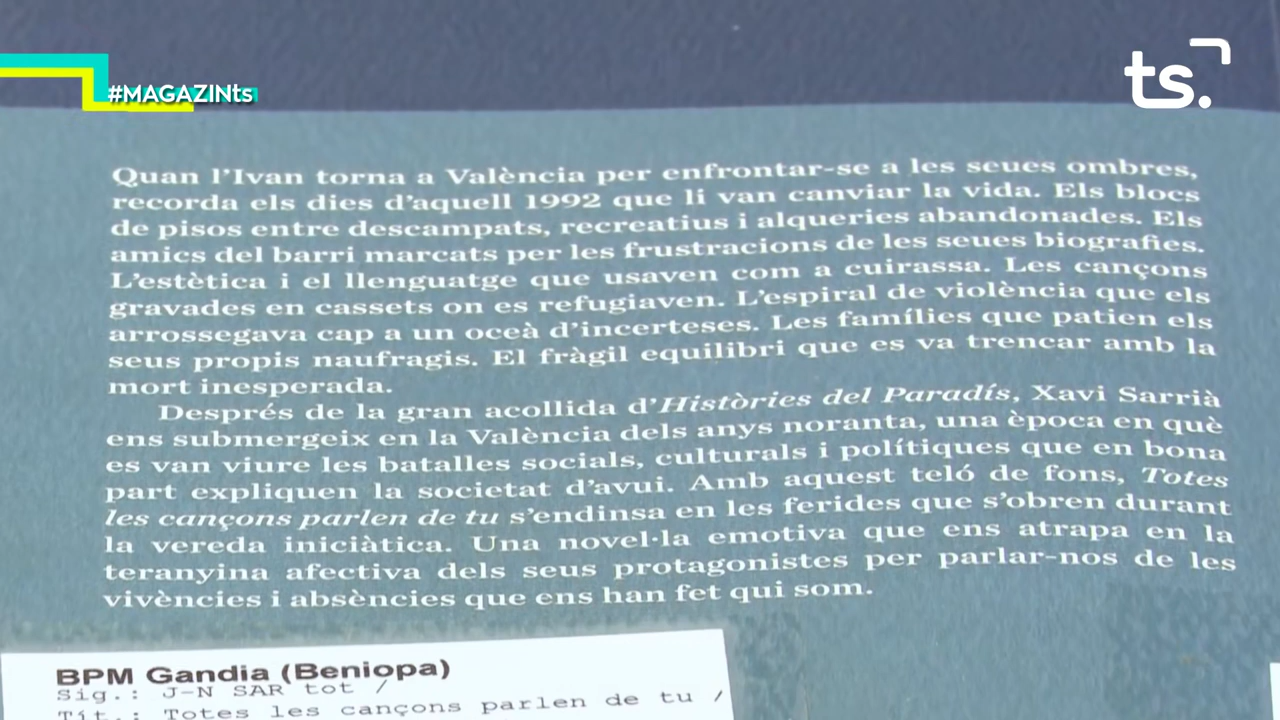 #MAGAZINts
ts.
Quan l'Ivan torna a València per enfrontar-se a les seues ombres,
recorda els dies d'aquell 1992 que li van canviar la vida. Els blocs
de pisos entre descampats, recreatius i alqueries abandonades. Els
amics del barri marcats per les frustracions de les seues biografies.
L'estètica i el llenguatge que usaven com a cuirassa. Les cançons
gravades en cassets on es refugiaven. L'espiral de violència que els
arrossegava cap a un oceà d'incerteses. Les famílies que patien els
seus propis naufragis. El fràgil equilibri que es va trencar amb la
mort inesperada.
Després de la gran acollida d'Històries del Paradís, Xavi Sarrià
ens submergeix en la València dels anys noranta, una època en què
es van viure les batalles socials, culturals i polítiques que en bona
part expliquen la societat d'avui. Amb aquest teló de fons, Totes
les cançons parlen de tu s'endinsa en les ferides que s'obren durant
la vereda iniciàtica. Una novel·la emotiva que ens atrapa en la
teranyina afectiva dels seus protagonistes per parlar-nos de les
vivències i absències que ens han fet qui som.
BPM Gandia (Beniopa)
Sig.: J-N SAR tot /
Tít.: Totes les cançons parlen de tu /